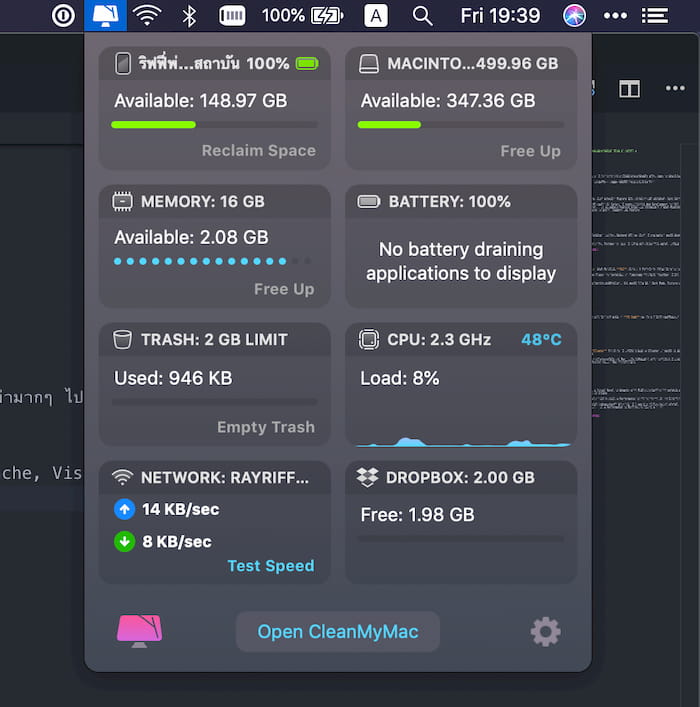 100%
A
Fri 19:39
ริฟฟี่พ่...สถาบัน 100%
Available: 148.97 GB
Reclaim Space
MACINTO...499.96 GB
Available: 347.36 GB
Free Up
MEMORY: 16 GB
Available: 2.08 GB
Free Up
BATTERY: 100%
No battery draining
applications to display
TRASH: 2 GB LIMIT
Used: 946 KB
Empty Trash
CPU: 2.3 GHz 48°C
Load: 8%
NETWORK: RAYRIFF...
14 KB/sec
8 KB/sec
Test Speed
DROPBOX: 2.00 GB
Free: 1.98 GB
ำมากๆ ไป
che, Vis
Open CleanMyMac